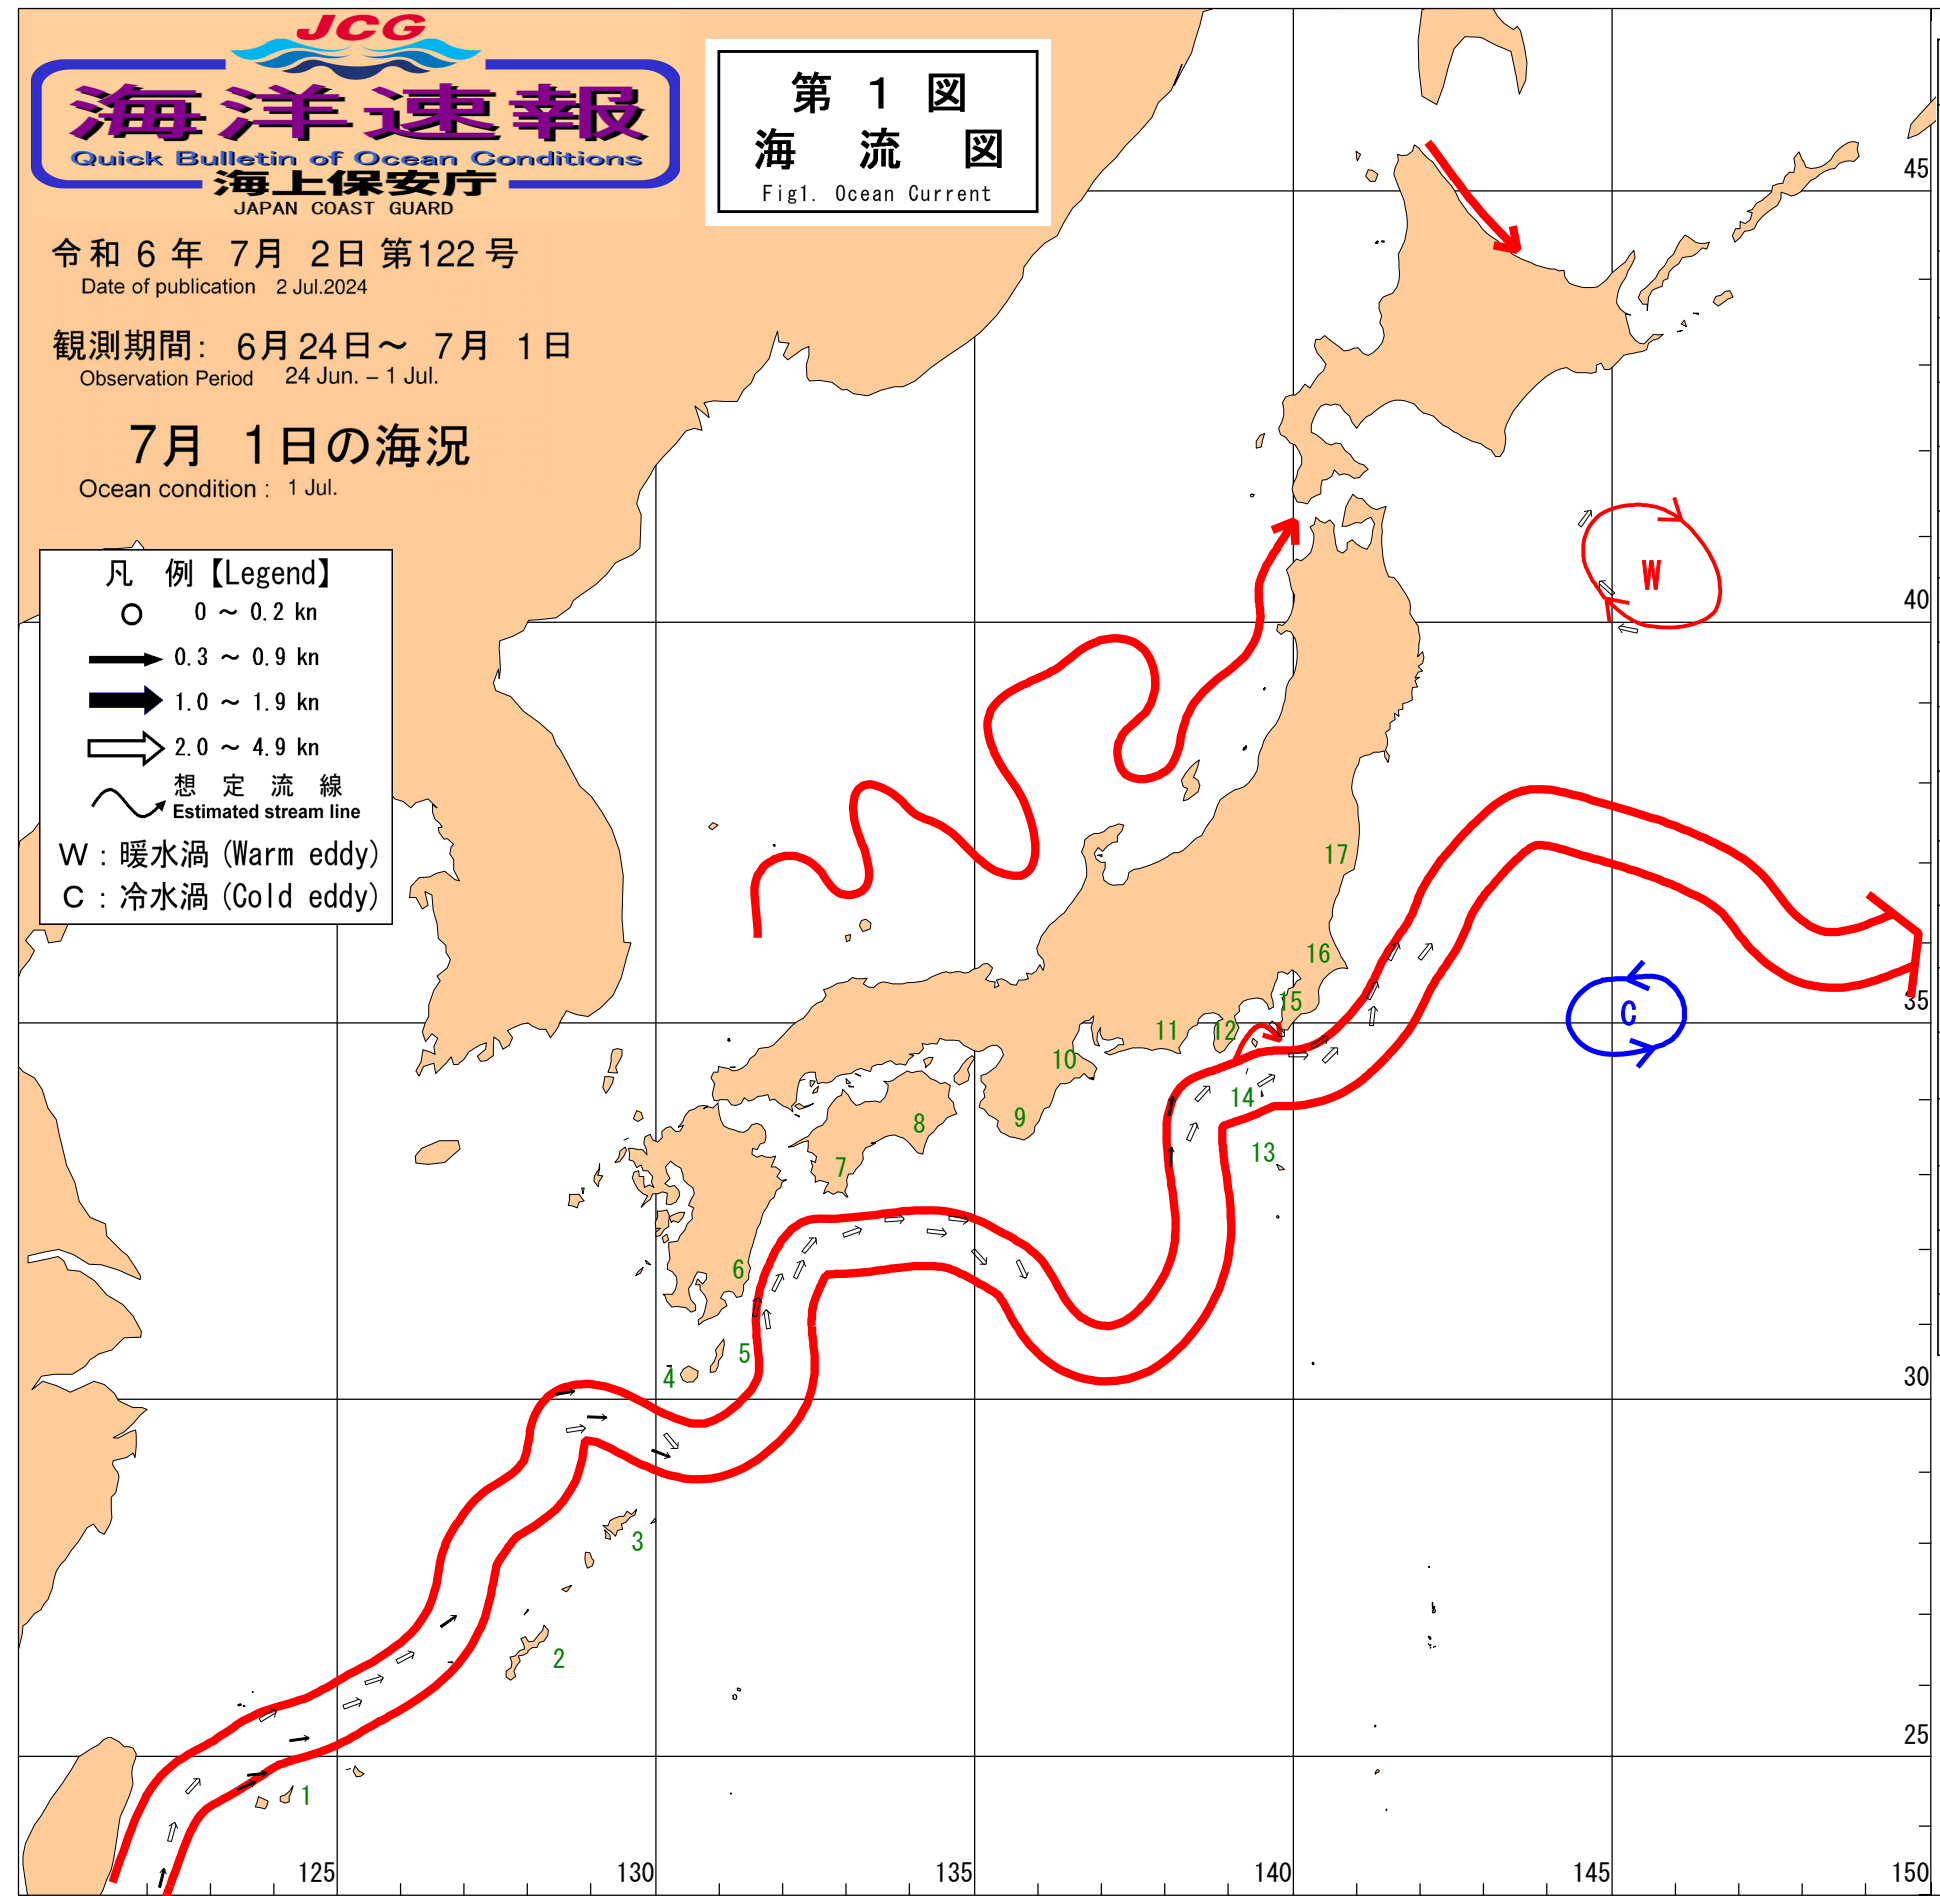 JCG
海洋速報
Quick Bulletin of Ocean Conditions
海上保安庁
JAPAN COAST GUARD
令和 6 年 7月 2日 第122 号
Date of publication 2 Jul.2024
観測期間: 6月24日～ 7月 1日
Observation Period 24 Jun. – 1 Jul.
7月 1日の海況
Ocean condition : 1 Jul.
第 1 図
海 流 図
Fig1. Ocean Current
凡 例【Legend】
0 ～ 0.2 kn
0.3 ～ 0.9 kn
1.0 ～ 1.9 kn
2.0 ～ 4.9 kn
想 定 流 線
Estimated stream line
W : 暖水渦 (Warm eddy)
C : 冷水渦 (Cold eddy)
45
40
35
30
25
W
C
17
16
15
14
13
12
11
10
9
8
7
6
5
4
3
2
1
125
130
135
140
145
150